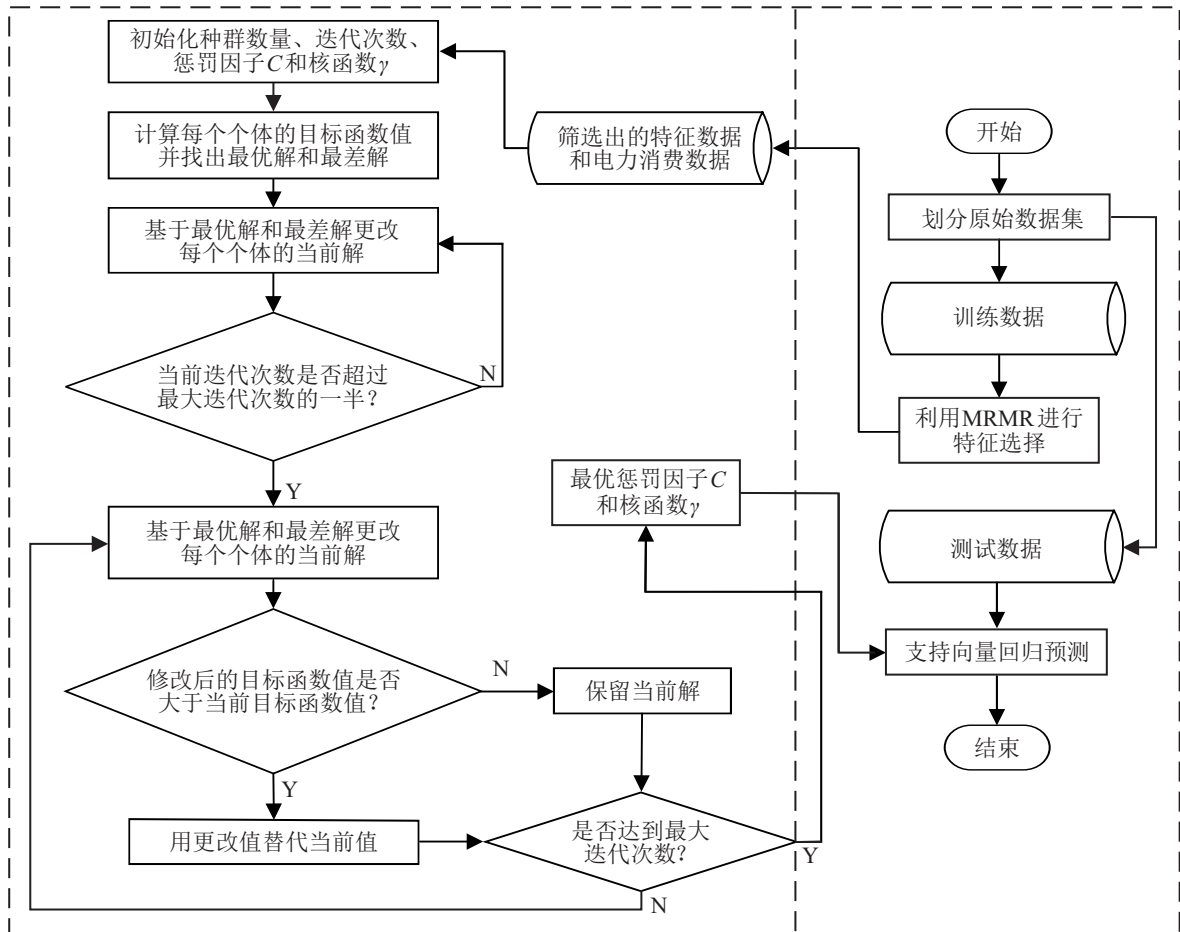 初始化种群数量、迭代次数、
惩罚因子C和核函数γ
计算每个个体的目标函数值
并找出最优解和最差解
基于最优解和最差解更改
每个个体的当前解
当前迭代次数是否超过
最大迭代次数的一半？
N
Y
基于最优解和最差解更改
每个个体的当前解
修改后的目标函数值是否
大于当前目标函数值？
N
Y
保留当前解
用更改值替代当前值
是否达到最大
迭代次数？
Y
N
筛选出的特征数据
和电力消费数据
最优惩罚因子C
和核函数γ
开始
划分原始数据集
训练数据
利用MRMR进行
特征选择
测试数据
支持向量回归预测
结束